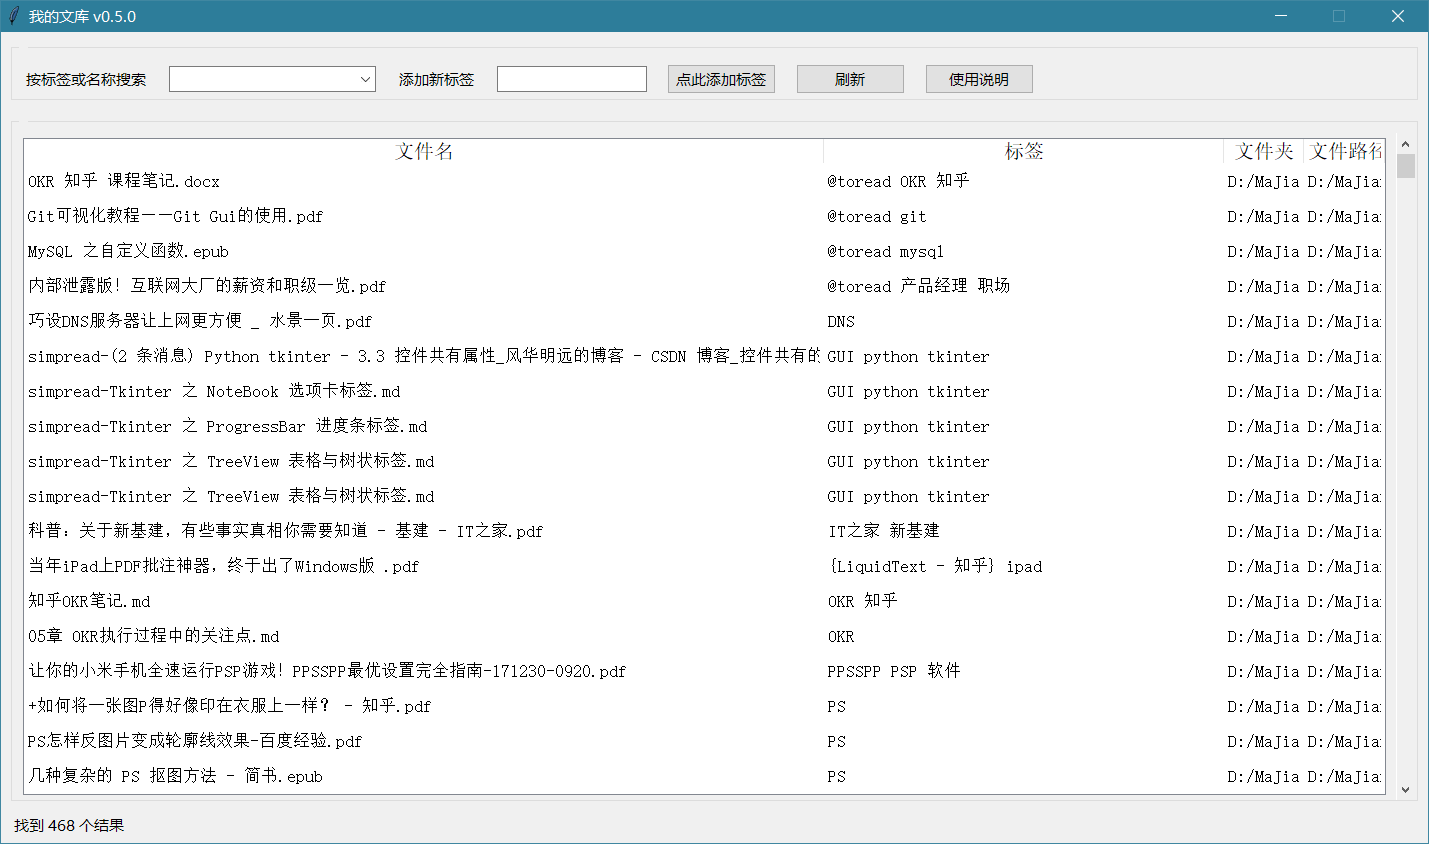 我的文库 v0.5.0
按标签或名称搜索 添加新标签 点此添加标签 刷新 使用说明
文件名 标签 文件夹 文件路径
OKR 知乎 课程笔记.docx @toread OKR 知乎 D:/MaJia D:/MaJia
Git可视化教程——Git Gui的使用.pdf @toread git D:/MaJia D:/MaJia
MySQL 之自定义函数.epub @toread mysql D:/MaJia D:/MaJia
内部泄露版！互联网大厂的薪资和职级一览.pdf @toread 产品经理 职场 D:/MaJia D:/MaJia
巧设DNS服务器让上网更方便 _ 水景一页.pdf DNS D:/MaJia D:/MaJia
simpread-(2 条消息) Python tkinter - 3.3 控件共有属性_风华明远的博客 - CSDN 博客_控件共有的 GUI python tkinter D:/MaJia D:/MaJia
simpread-Tkinter 之 NoteBook 选项卡标签.md GUI python tkinter D:/MaJia D:/MaJia
simpread-Tkinter 之 ProgressBar 进度条标签.md GUI python tkinter D:/MaJia D:/MaJia
simpread-Tkinter 之 TreeView 表格与树状标签.md GUI python tkinter D:/MaJia D:/MaJia
simpread-Tkinter 之 TreeView 表格与树状标签.md GUI python tkinter D:/MaJia D:/MaJia
科普：关于新基建，有些事实真相你需要知道 - 基建 - IT之家.pdf IT之家 新基建 D:/MaJia D:/MaJia
当年iPad上PDF批注神器，终于出了Windows版 .pdf {LiquidText - 知乎} ipad D:/MaJia D:/MaJia
知乎OKR笔记.md OKR 知乎 D:/MaJia D:/MaJia
05章 OKR执行过程中的关注点.md OKR D:/MaJia D:/MaJia
让你的小米手机全速运行PSP游戏！PPSSPP最优设置完全指南-171230-0920.pdf PPSSPP PSP 软件 D:/MaJia D:/MaJia
+如何将一张图P得好像印在衣服上一样？ - 知乎.pdf PS D:/MaJia D:/MaJia
PS怎样反图片变成轮廓线效果-百度经验.pdf PS D:/MaJia D:/MaJia
几种复杂的 PS 抠图方法 - 简书.epub PS D:/MaJia D:/MaJia
找到 468 个结果